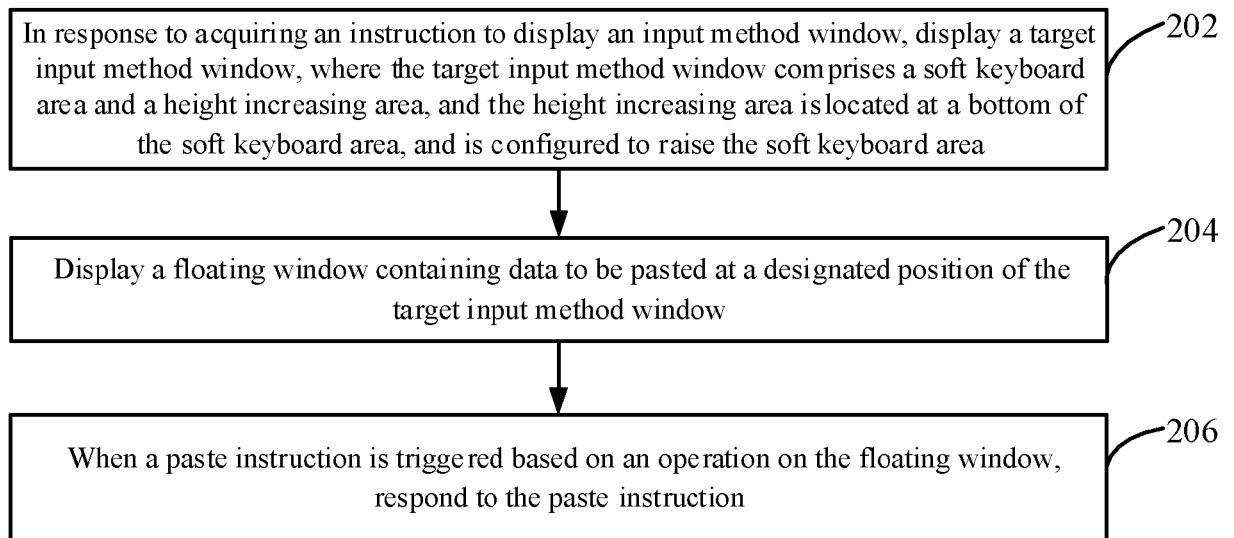 In response to acquiring an instruction to display an input method window, display a target
input method window, where the target input method window comprises a soft keyboard
area and a height increasing area, and the height increasing area is located at a bottom of
the soft keyboard area, and is configured to raise the soft keyboard area
202
Display a floating window containing data to be pasted at a designated position of the
target input method window
204
When a paste instruction is triggered based on an operation on the floating window,
respond to the paste instruction
206